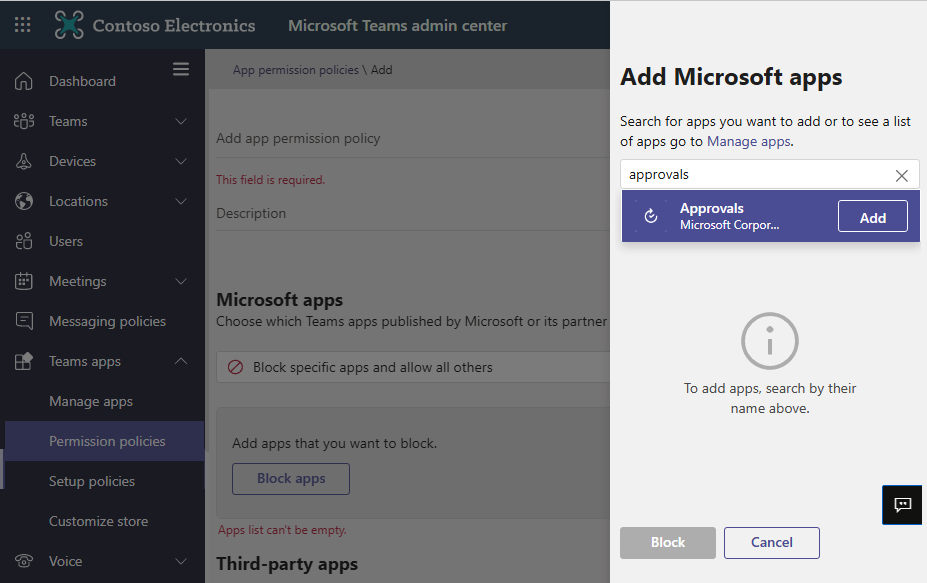 Contoso Electronics
Microsoft Teams admin center
Dashboard
Teams
Devices
Locations
Users
Meetings
Messaging policies
Teams apps
Manage apps
Permission policies
Setup policies
Customize store
Voice
App permission policies \ Add
Add app permission policy
This field is required.
Description
Microsoft apps
Choose which Teams apps published by Microsoft or its partner
Block specific apps and allow all others
Add apps that you want to block.
Block apps
Apps list can't be empty.
Third-party apps
Add Microsoft apps
Search for apps you want to add or to see a list
of apps go to Manage apps.
approvals
Approvals
Microsoft Corpor...
Add
To add apps, search by their
name above.
Block
Cancel